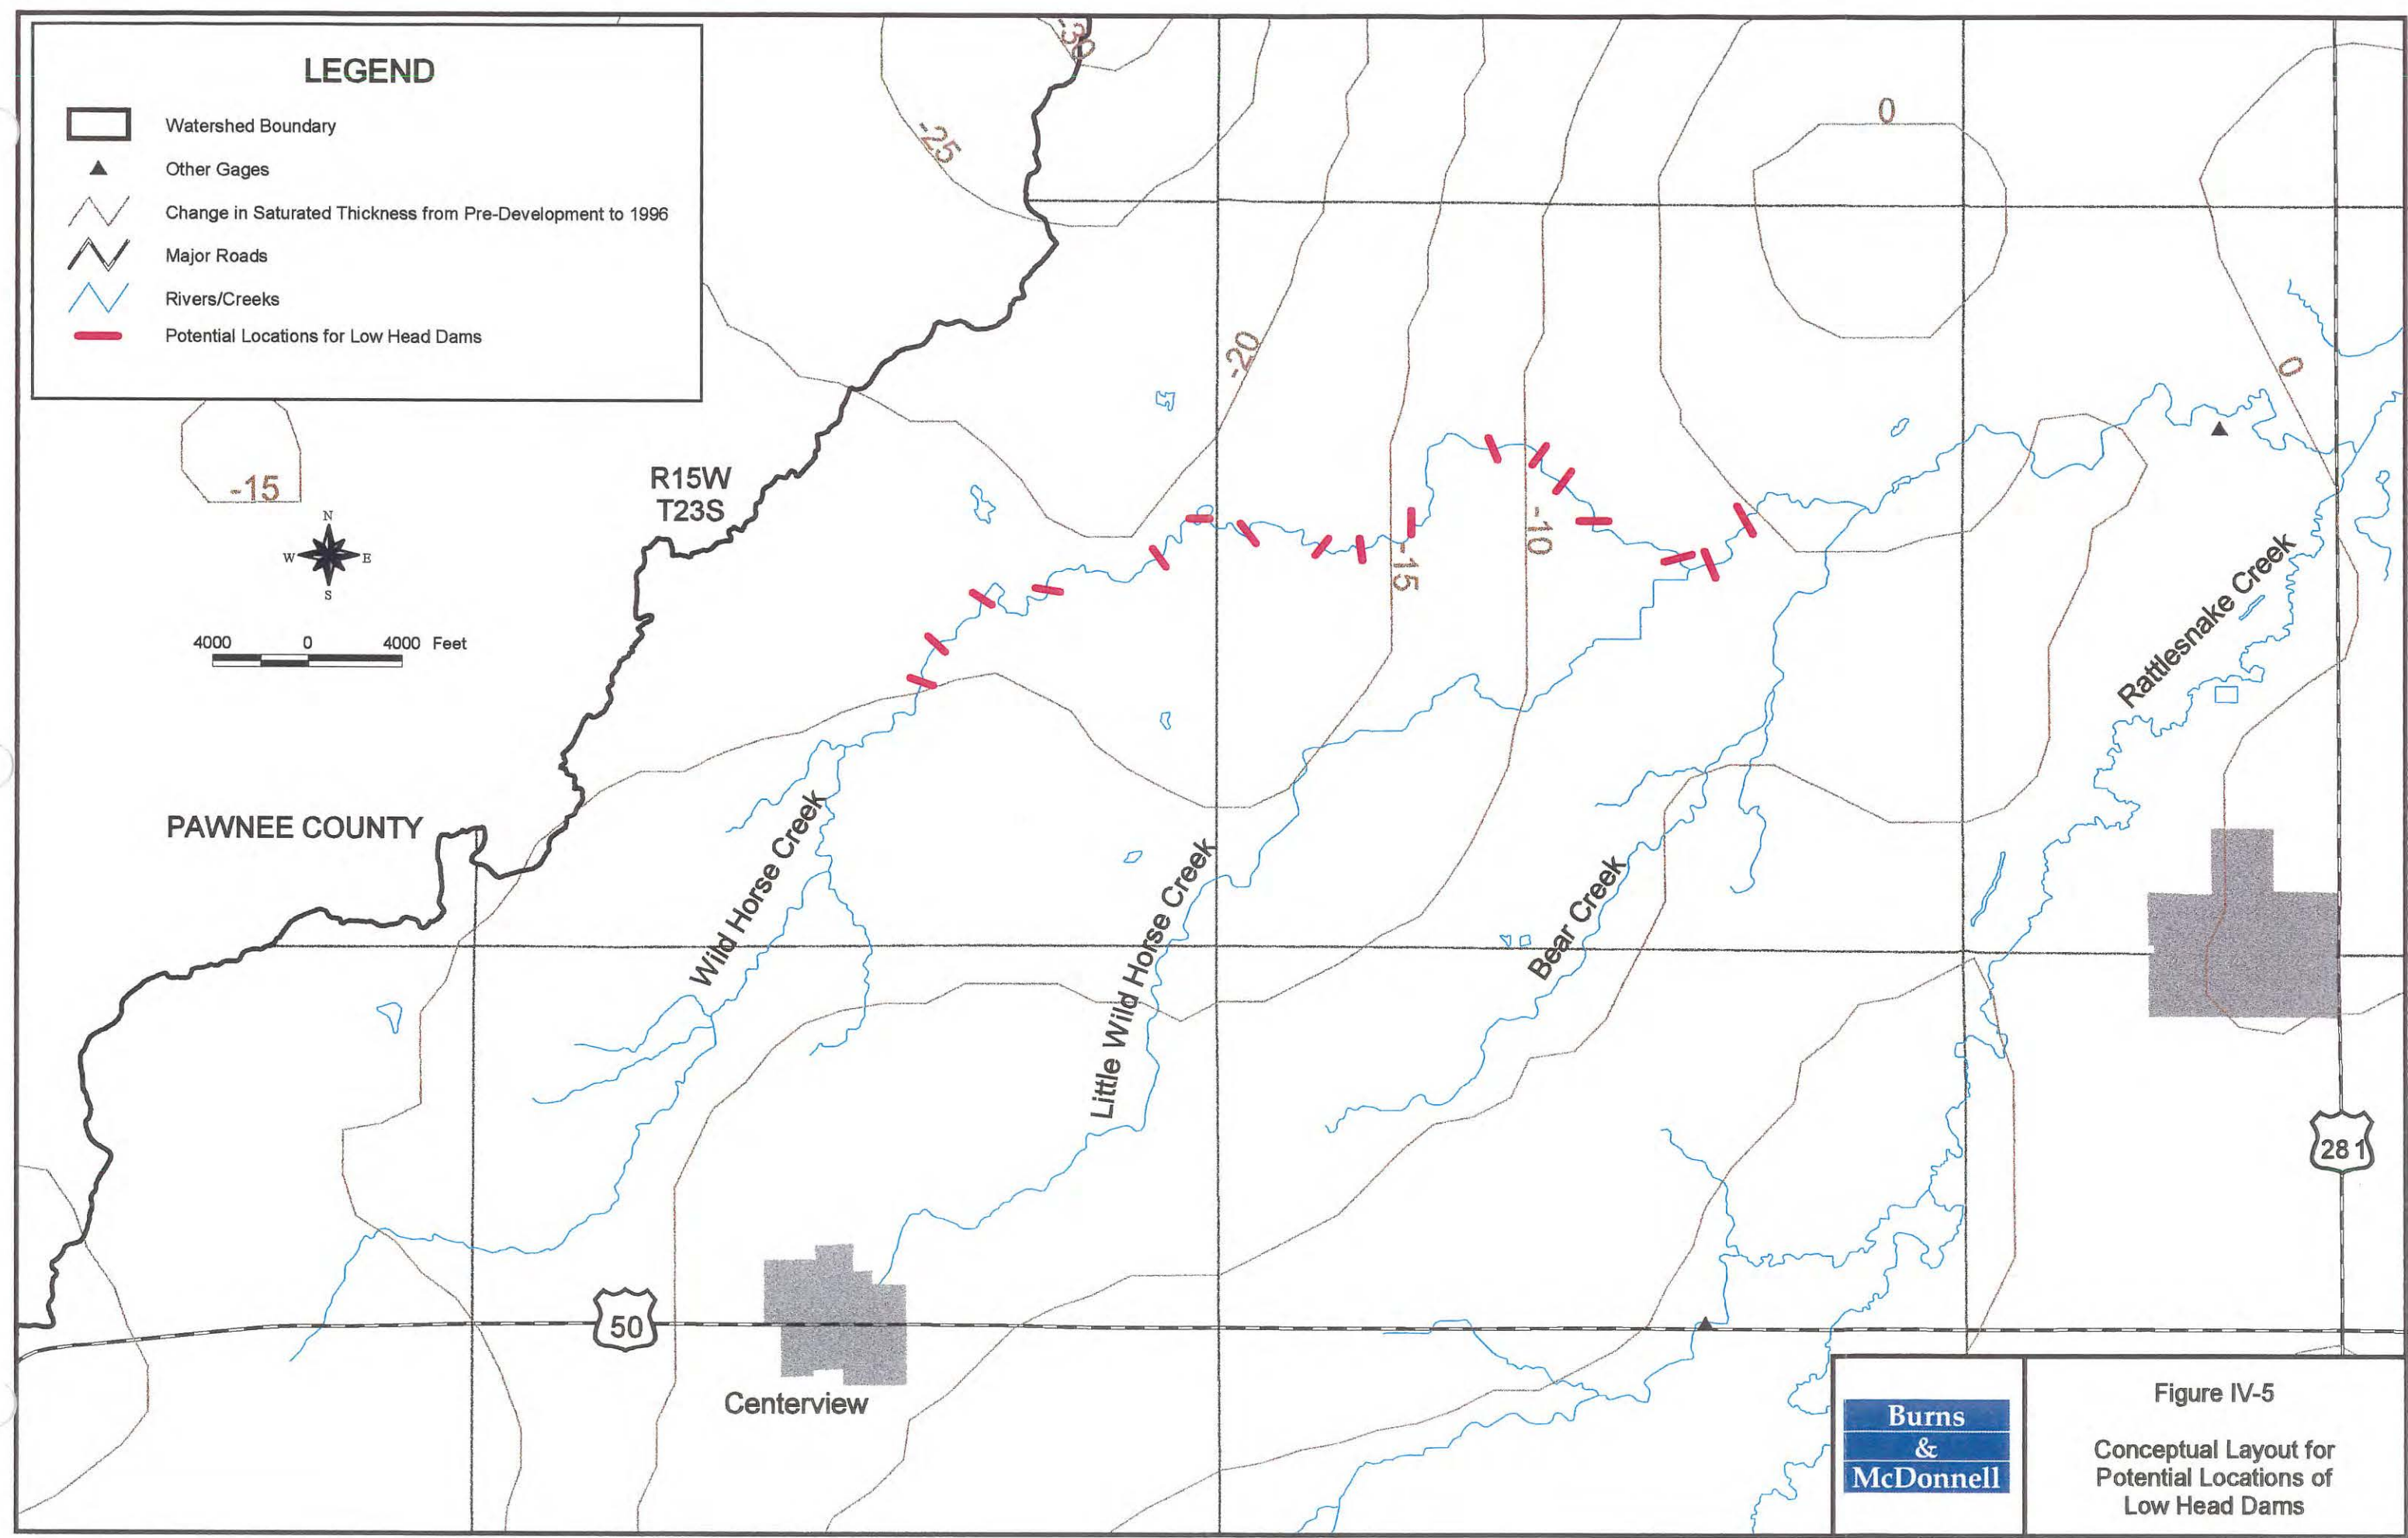 LEGEND
Watershed Boundary
Other Gages
Change in Saturated Thickness from Pre-Development to 1996
Major Roads
Rivers/Creeks
Potential Locations for Low Head Dams
-30
-25
0
-20
0
-15
R15W
T23S
N
W E
S
4000 0 4000 Feet
-15
-10
Rattlesnake Creek
PAWNEE COUNTY
Wild Horse Creek
Little Wild Horse Creek
Bear Creek
281
50
Centerview
Burns
&
McDonnell
Figure IV-5
Conceptual Layout for
Potential Locations of
Low Head Dams